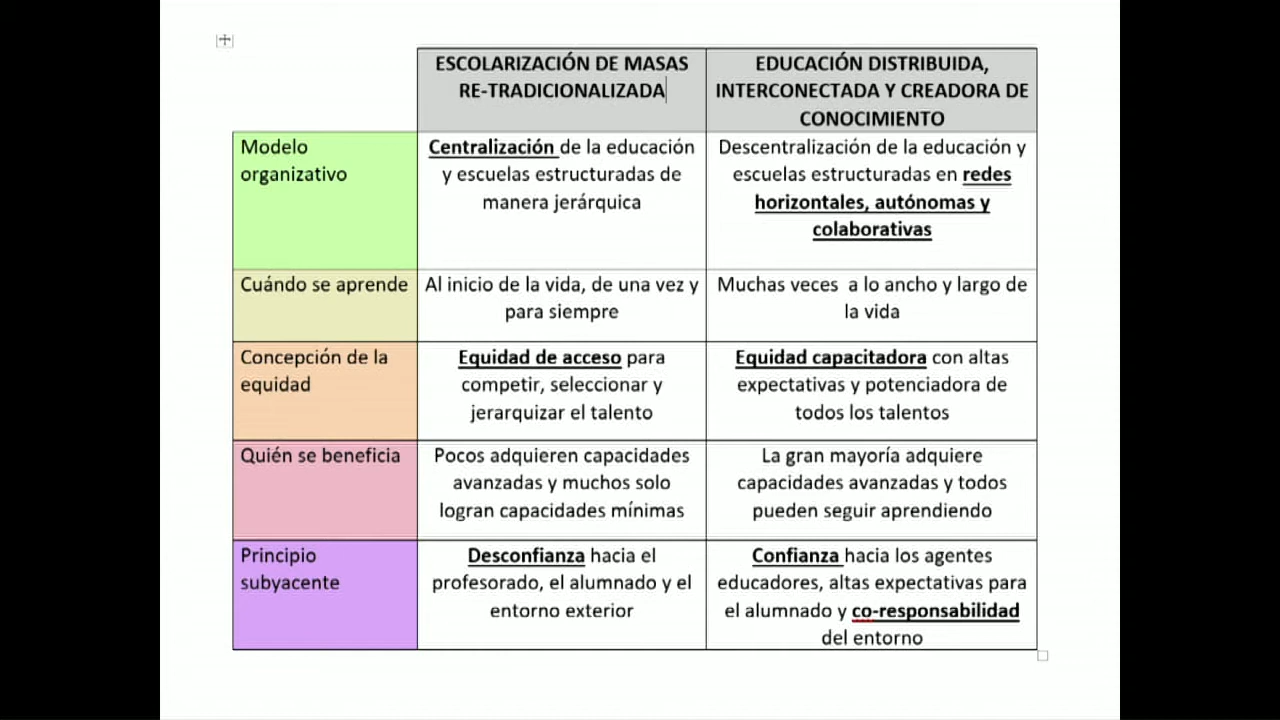 ESCOLARIZACIÓN DE MASAS
RE-TRADICIONALIZADA
EDUCACIÓN DISTRIBUIDA,
INTERCONECTADA Y CREADORA DE
CONOCIMIENTO
Modelo
organizativo
Centralización de la educación
y escuelas estructuradas de
manera jerárquica
Descentralización de la educación y
escuelas estructuradas en redes
horizontales, autónomas y
colaborativas
Cuándo se aprende
Al inicio de la vida, de una vez y
para siempre
Muchas veces a lo ancho y largo de
la vida
Concepción de la
equidad
Equidad de acceso para
competir, seleccionar y
jerarquizar el talento
Equidad capacitadora con altas
expectativas y potenciadora de
todos los talentos
Quién se beneficia
Pocos adquieren capacidades
avanzadas y muchos solo
logran capacidades mínimas
La gran mayoría adquiere
capacidades avanzadas y todos
pueden seguir aprendiendo
Principio
subyacente
Desconfianza hacia el
profesorado, el alumnado y el
entorno exterior
Confianza hacia los agentes
educadores, altas expectativas para
el alumnado y co-responsabilidad
del entorno